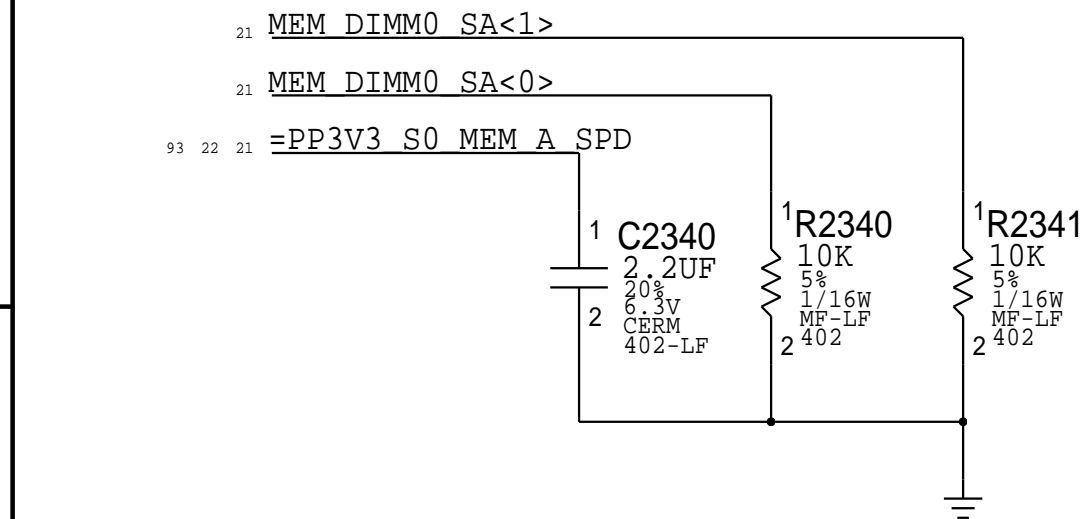 21 MEM_DIMM0_SA<1>
21 MEM_DIMM0_SA<0>
93 22 21 =PP3V3_S0_MEM_A_SPD
1 C2340
2.2UF
20%
6.3V
CERM
402-LF
2
1 R2340
10K
5%
1/16W
MF-LF
402
2
1 R2341
10K
5%
1/16W
MF-LF
402
2